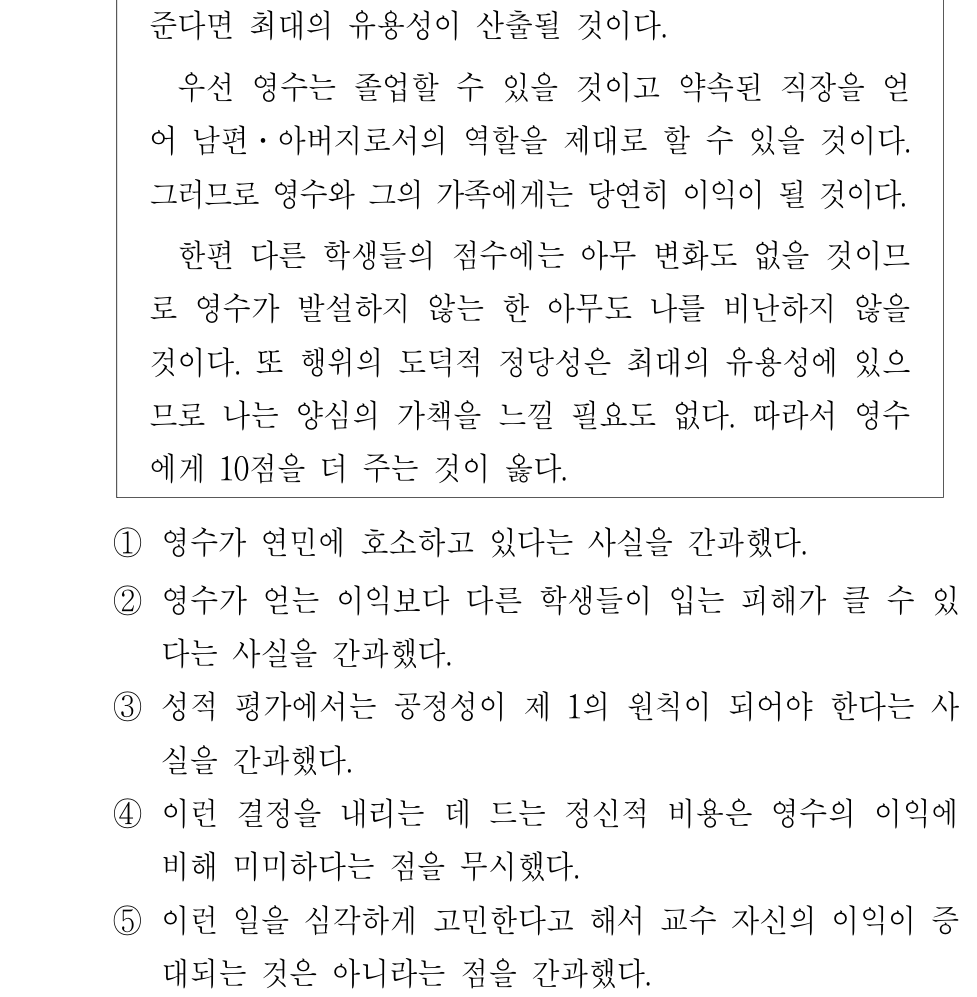 준다면 최대의 유용성이 산출될 것이다.
우선 영수는 졸업할 수 있을 것이고 약속된 직장을 얻
어 남편·아버지로서의 역할을 제대로 할 수 있을 것이다.
그러므로 영수와 그의 가족에게는 당연히 이익이 될 것이다.
한편 다른 학생들의 점수에는 아무 변화도 없을 것이므
로 영수가 발설하지 않는 한 아무도 나를 비난하지 않을
것이다. 또 행위의 도덕적 정당성은 최대의 유용성에 있으
므로 나는 양심의 가책을 느낄 필요도 없다. 따라서 영수
에게 10점을 더 주는 것이 옳다.
① 영수가 연민에 호소하고 있다는 사실을 간과했다.
② 영수가 얻는 이익보다 다른 학생들이 입는 피해가 클 수 있
다는 사실을 간과했다.
③ 성적 평가에서는 공정성이 제 1의 원칙이 되어야 한다는 사
실을 간과했다.
④ 이런 결정을 내리는 데 드는 정신적 비용은 영수의 이익에
비해 미미하다는 점을 무시했다.
⑤ 이런 일을 심각하게 고민한다고 해서 교수 자신의 이익이 증
대되는 것은 아니라는 점을 간과했다.